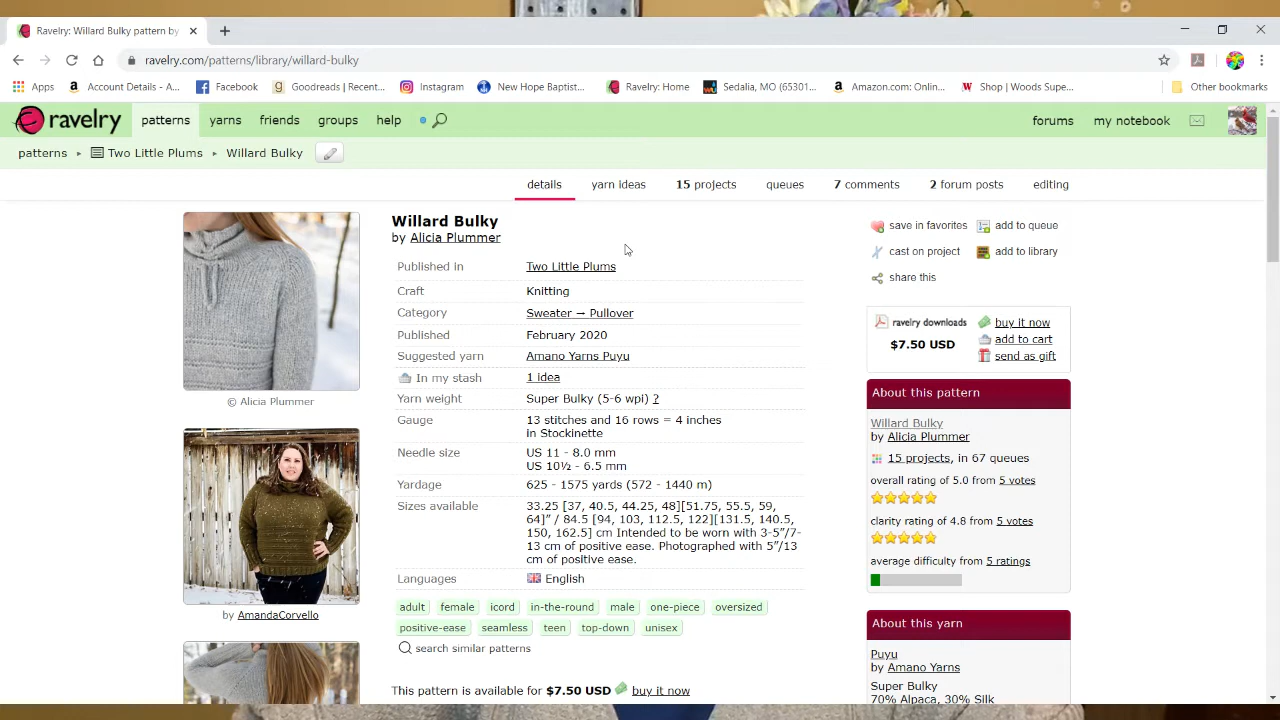 Ravelry: Willard Bulky pattern by
ravelry.com/patterns/library/willard-bulky
Apps
Account Details - A...
Facebook
Goodreads | Recent...
Instagram
New Hope Baptist...
Ravelry: Home
Sedalia, MO (65301...
Amazon.com: Onlin...
Shop | Woods Supe...
Other bookmarks
ravelry
patterns
yarns
friends
groups
help
forums
my notebook
patterns ▸ Two Little Plums ▸ Willard Bulky
details
yarn ideas
15 projects
queues
7 comments
2 forum posts
editing
© Alicia Plummer
by AmandaCorvello
Willard Bulky
by Alicia Plummer
Published in Two Little Plums
Craft Knitting
Category Sweater → Pullover
Published February 2020
Suggested yarn Amano Yarns Puyu
In my stash 1 idea
Yarn weight Super Bulky (5-6 wpi) ?
Gauge 13 stitches and 16 rows = 4 inches
in Stockinette
Needle size US 11 - 8.0 mm
US 10½ - 6.5 mm
Yardage 625 - 1575 yards (572 - 1440 m)
Sizes available 33.25 [37, 40.5, 44.25, 48][51.75, 55.5, 59,
64]” / 84.5 [94, 103, 112.5, 122][131.5, 140.5,
150, 162.5] cm Intended to be worn with 3-5”/7-
13 cm of positive ease. Photographed with 5”/13
cm of positive ease.
Languages English
adult female icord in-the-round male one-piece oversized
positive-ease seamless teen top-down unisex
search similar patterns
This pattern is available for $7.50 USD buy it now
save in favorites
add to queue
cast on project
add to library
share this
ravelry downloads
$7.50 USD
buy it now
add to cart
send as gift
About this pattern
Willard Bulky
by Alicia Plummer
15 projects, in 67 queues
overall rating of 5.0 from 5 votes
clarity rating of 4.8 from 5 votes
average difficulty from 5 ratings
About this yarn
Puyu
by Amano Yarns
Super Bulky
70% Alpaca, 30% Silk